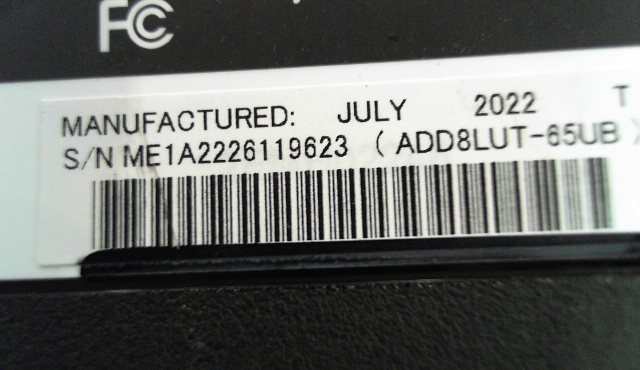 FC
MANUFACTURED: JULY 2022 T
S/N ME1A2226119623 ( ADD8LUT-65UB )